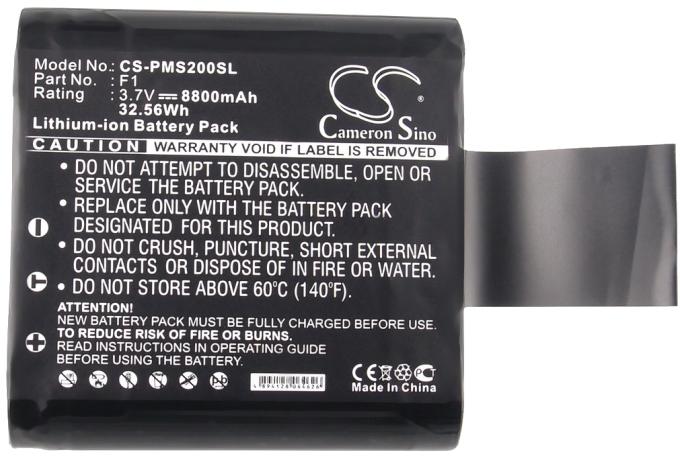 Model No.: CS-PMS200SL
Part No. : F1
Rating : 3.7V 8800mAh
32.56Wh
Lithium-ion Battery Pack
CS
®
Cameron Sino
CAUTION WARRANTY VOID IF LABEL IS REMOVED
• DO NOT ATTEMPT TO DISASSEMBLE, OPEN OR
SERVICE THE BATTERY PACK.
• REPLACE ONLY WITH THE BATTERY PACK
DESIGNATED FOR THIS PRODUCT.
• DO NOT CRUSH, PUNCTURE, SHORT EXTERNAL
CONTACTS OR DISPOSE OF IN FIRE OR WATER.
• DO NOT STORE ABOVE 60°C (140°F).
ATTENTION!
NEW BATTERY PACK MUST BE FULLY CHARGED BEFORE USE.
TO REDUCE RISK OF FIRE OR BURNS.
READ INSTRUCTIONS IN OPERATING GUIDE
BEFORE USING THE BATTERY.
CE
Made In China